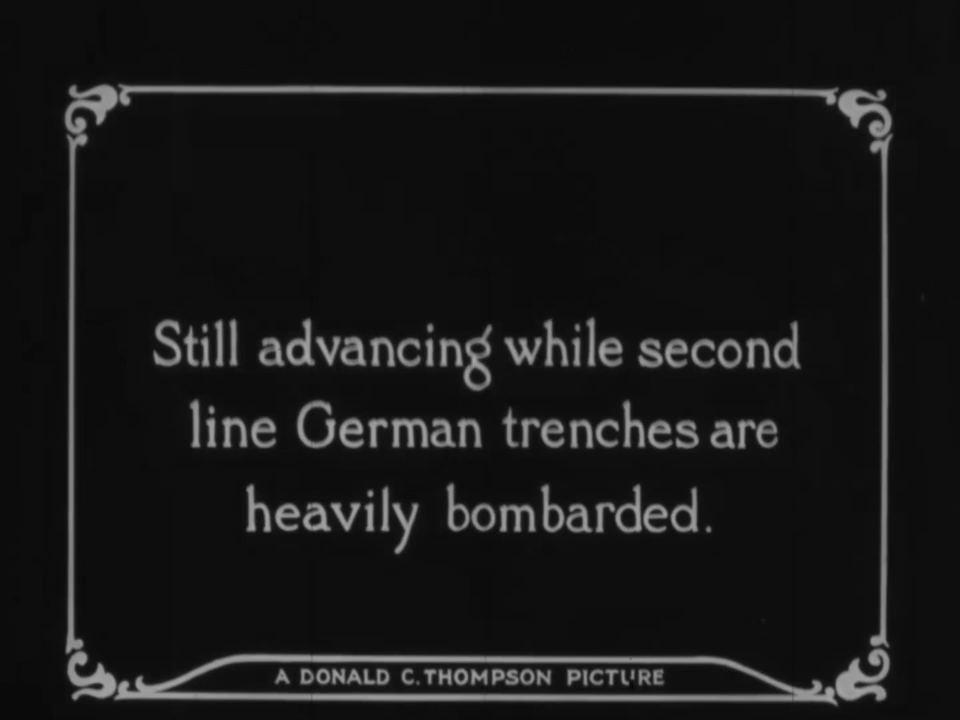 Still advancing while second
line German trenches are
heavily bombarded.
A DONALD C. THOMPSON PICTURE